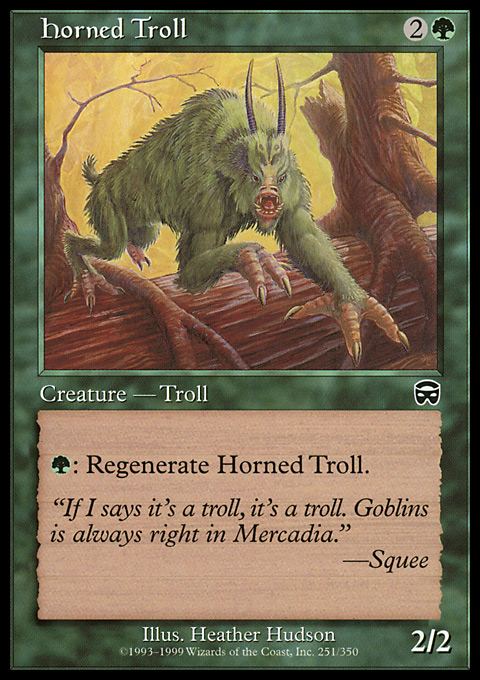 Horned Troll 2
Creature — Troll
: Regenerate Horned Troll.
“If I says it's a troll, it's a troll. Goblins
is always right in Mercadia.”
—Squee
Illus. Heather Hudson
2/2
©1993–1999 Wizards of the Coast, Inc. 251/350